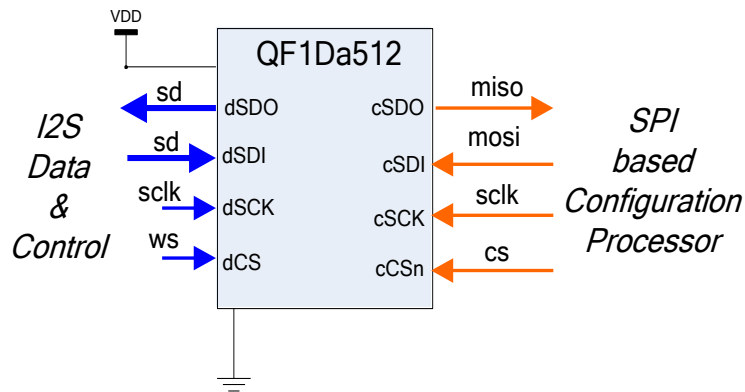 VDD
QF1Da512
sd
dSDO
cSDO
miso
sd
dSDI
cSDI
mosi
sclk
dSCK
cSCK
sclk
ws
dCS
cCSn
cs
I2S
Data
&
Control
SPI
based
Configuration
Processor